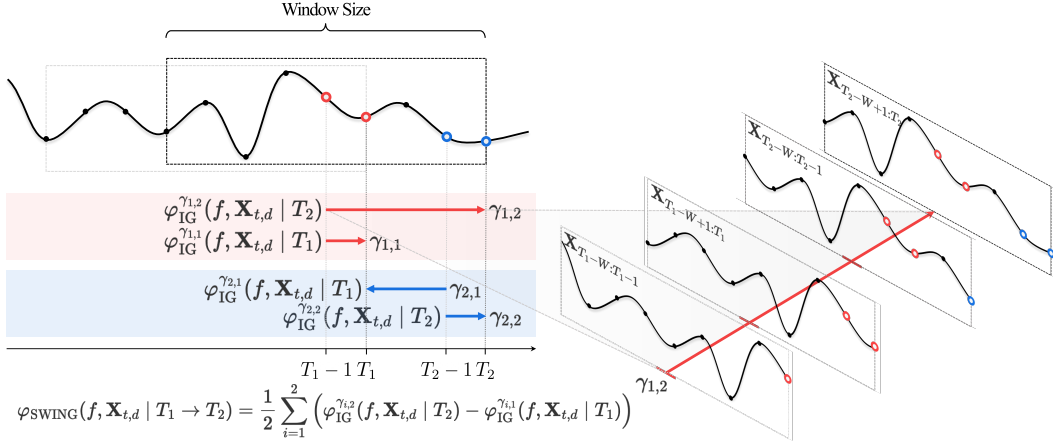 Window Size
φ_IG^{γ_{1,2}}(f, X_{t,d} | T_2) γ_{1,2}
φ_IG^{γ_{1,1}}(f, X_{t,d} | T_1) γ_{1,1}
φ_IG^{γ_{2,1}}(f, X_{t,d} | T_1) γ_{2,1}
φ_IG^{γ_{2,2}}(f, X_{t,d} | T_2) γ_{2,2}
T_1 − 1 T_1 T_2 − 1 T_2
φ_SWING(f, X_{t,d} | T_1 → T_2) = 1/2 ∑_{i=1}^{2} (φ_IG^{γ_{i,2}}(f, X_{t,d} | T_2) − φ_IG^{γ_{i,1}}(f, X_{t,d} | T_1))
X_{T_1−W:T_1−1}
X_{T_1−W+1:T_1}
X_{T_2−W:T_2−1}
X_{T_2−W+1:T_2}
γ_{1,2}